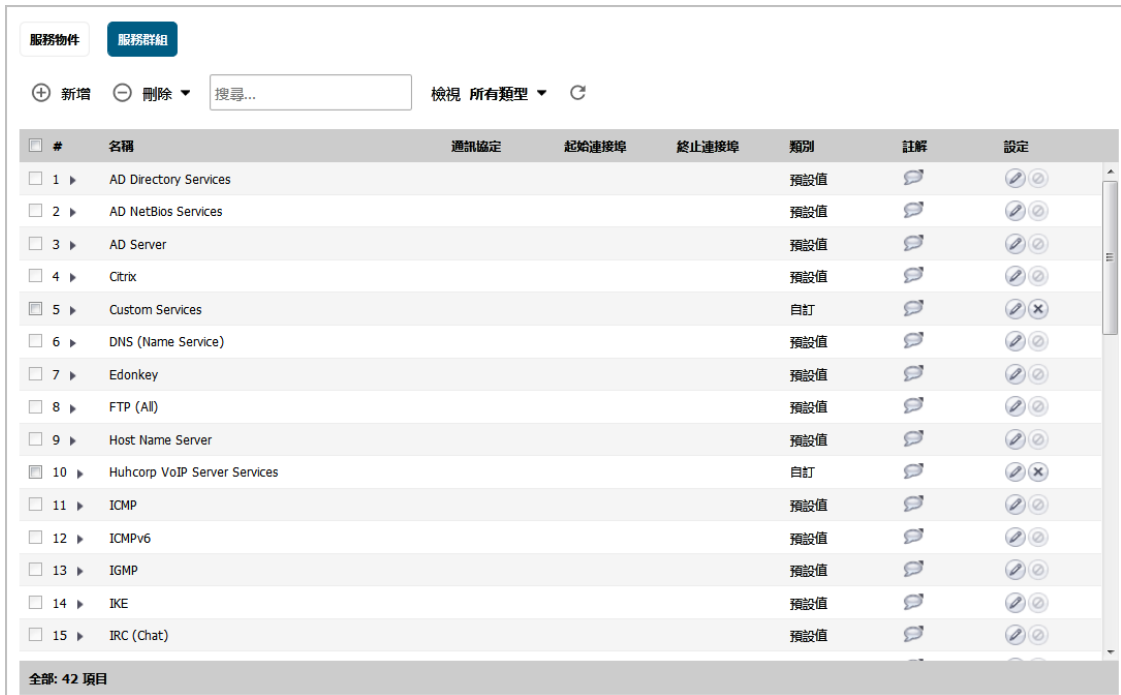 服務物件 服務群組
新增 刪除 搜尋... 檢視 所有類型
# 名稱 通訊協定 起始連接埠 終止連接埠 類別 註解 設定
1 AD Directory Services 預設值
2 AD NetBios Services 預設值
3 AD Server 預設值
4 Citrix 預設值
5 Custom Services 自訂
6 DNS (Name Service) 預設值
7 Edonkey 預設值
8 FTP (All) 預設值
9 Host Name Server 預設值
10 Huhcorp VoIP Server Services 自訂
11 ICMP 預設值
12 ICMPv6 預設值
13 IGMP 預設值
14 IKE 預設值
15 IRC (Chat) 預設值
全部: 42 項目